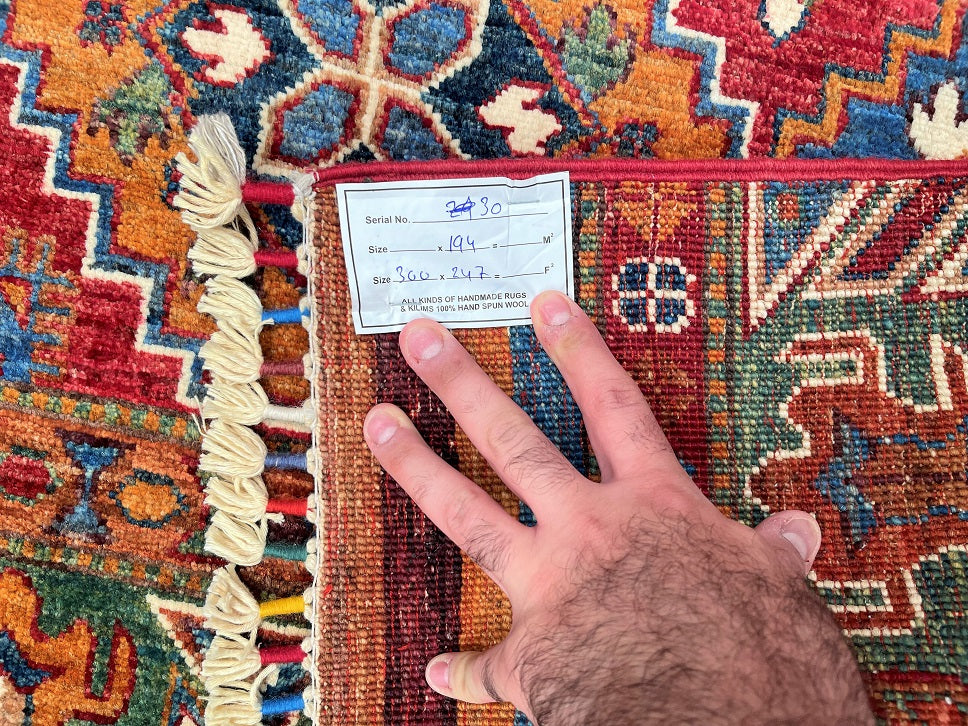 Serial No. 30
Size x 194 = M²
Size 300 x 247 = F²
ALL KINDS OF HANDMADE RUGS
& KILIMS 100% HAND SPUN WOOL